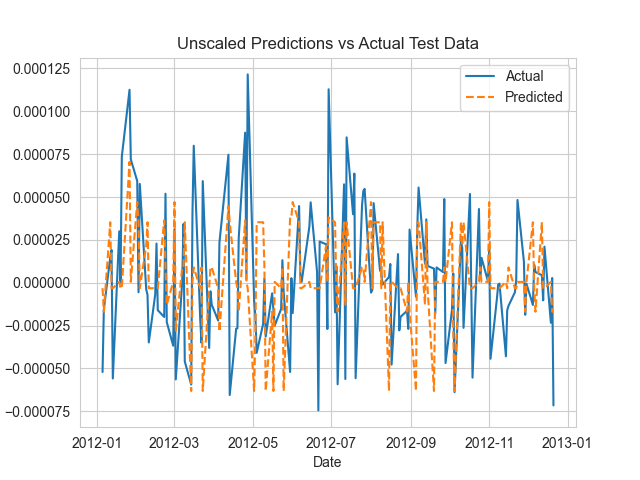 Unscaled Predictions vs Actual Test Data
0.000125
0.000100
0.000075
0.000050
0.000025
0.000000
−0.000025
−0.000050
−0.000075
Actual
Predicted
2012-01 2012-03 2012-05 2012-07 2012-09 2012-11 2013-01
Date